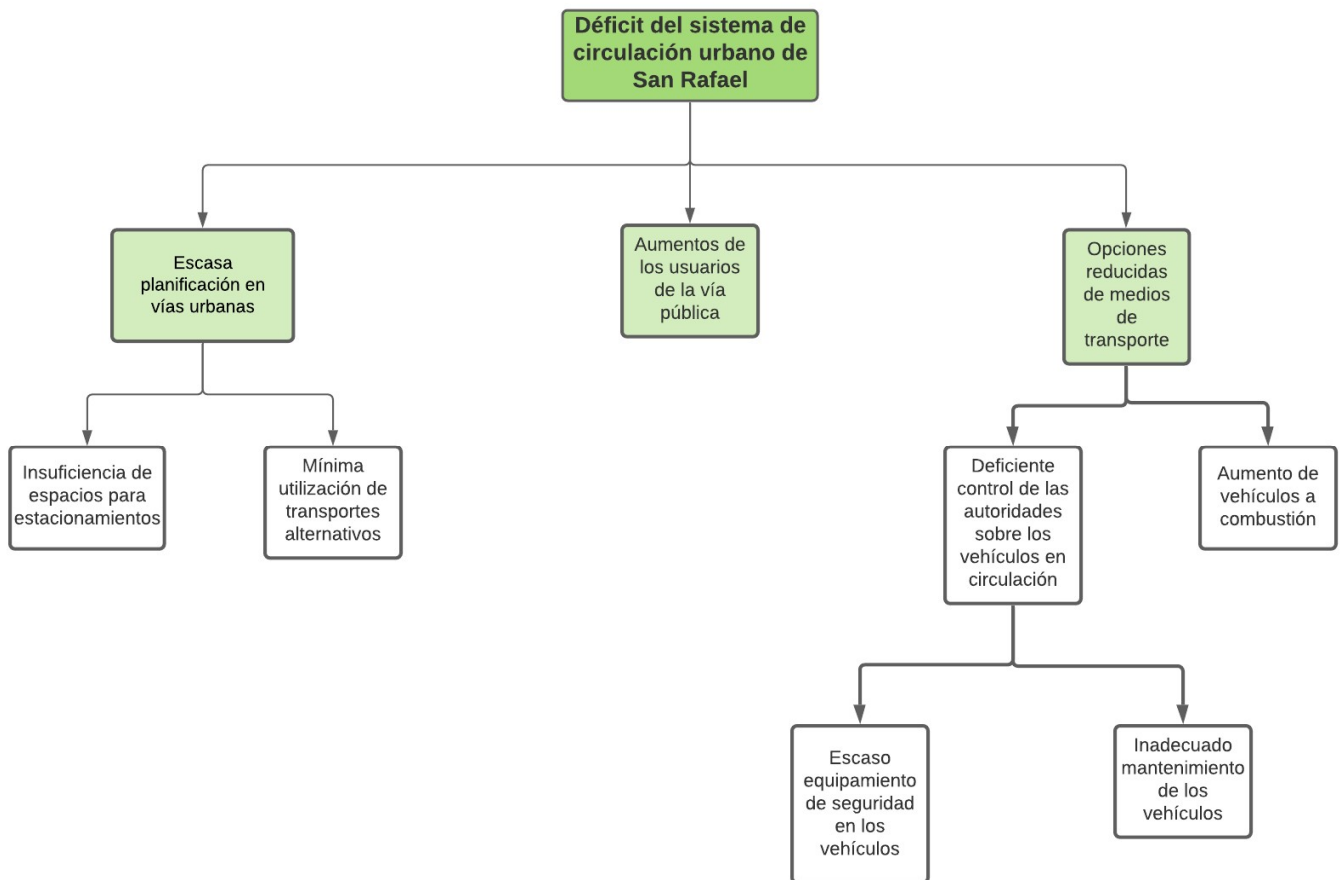 Déficit del sistema de
circulación urbano de
San Rafael
Escasa
planificación en
vías urbanas
Aumentos de
los usuarios
de la vía
pública
Opciones
reducidas
de medios
de
transporte
Insuficiencia de
espacios para
estacionamientos
Mínima
utilización de
transportes
alternativos
Deficiente
control de las
autoridades
sobre los
vehículos en
circulación
Aumento de
vehículos a
combustión
Escaso
equipamiento
de seguridad
en los
vehículos
Inadecuado
mantenimiento
de los
vehículos